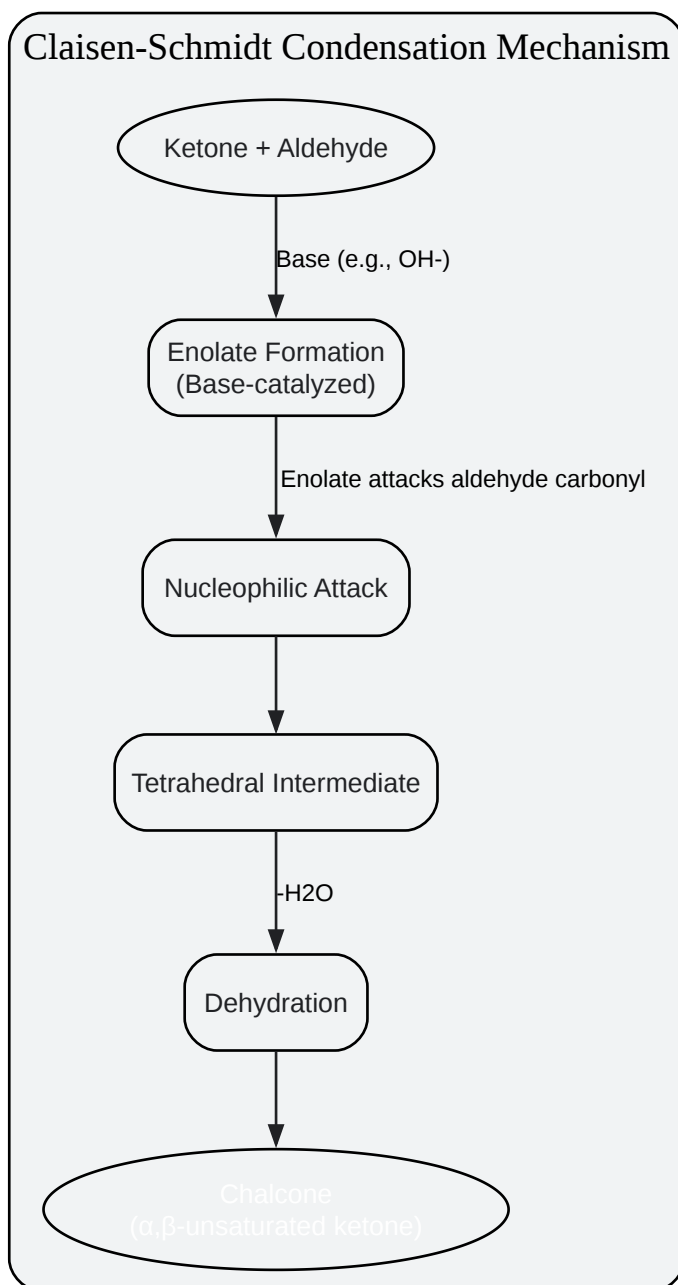 Claisen-Schmidt Condensation Mechanism
Ketone + Aldehyde
Base (e.g., OH-)
Enolate Formation
(Base-catalyzed)
Enolate attacks aldehyde carbonyl
Nucleophilic Attack
Tetrahedral Intermediate
-H2O
Dehydration
Chalcone
(α,β-unsaturated ketone)